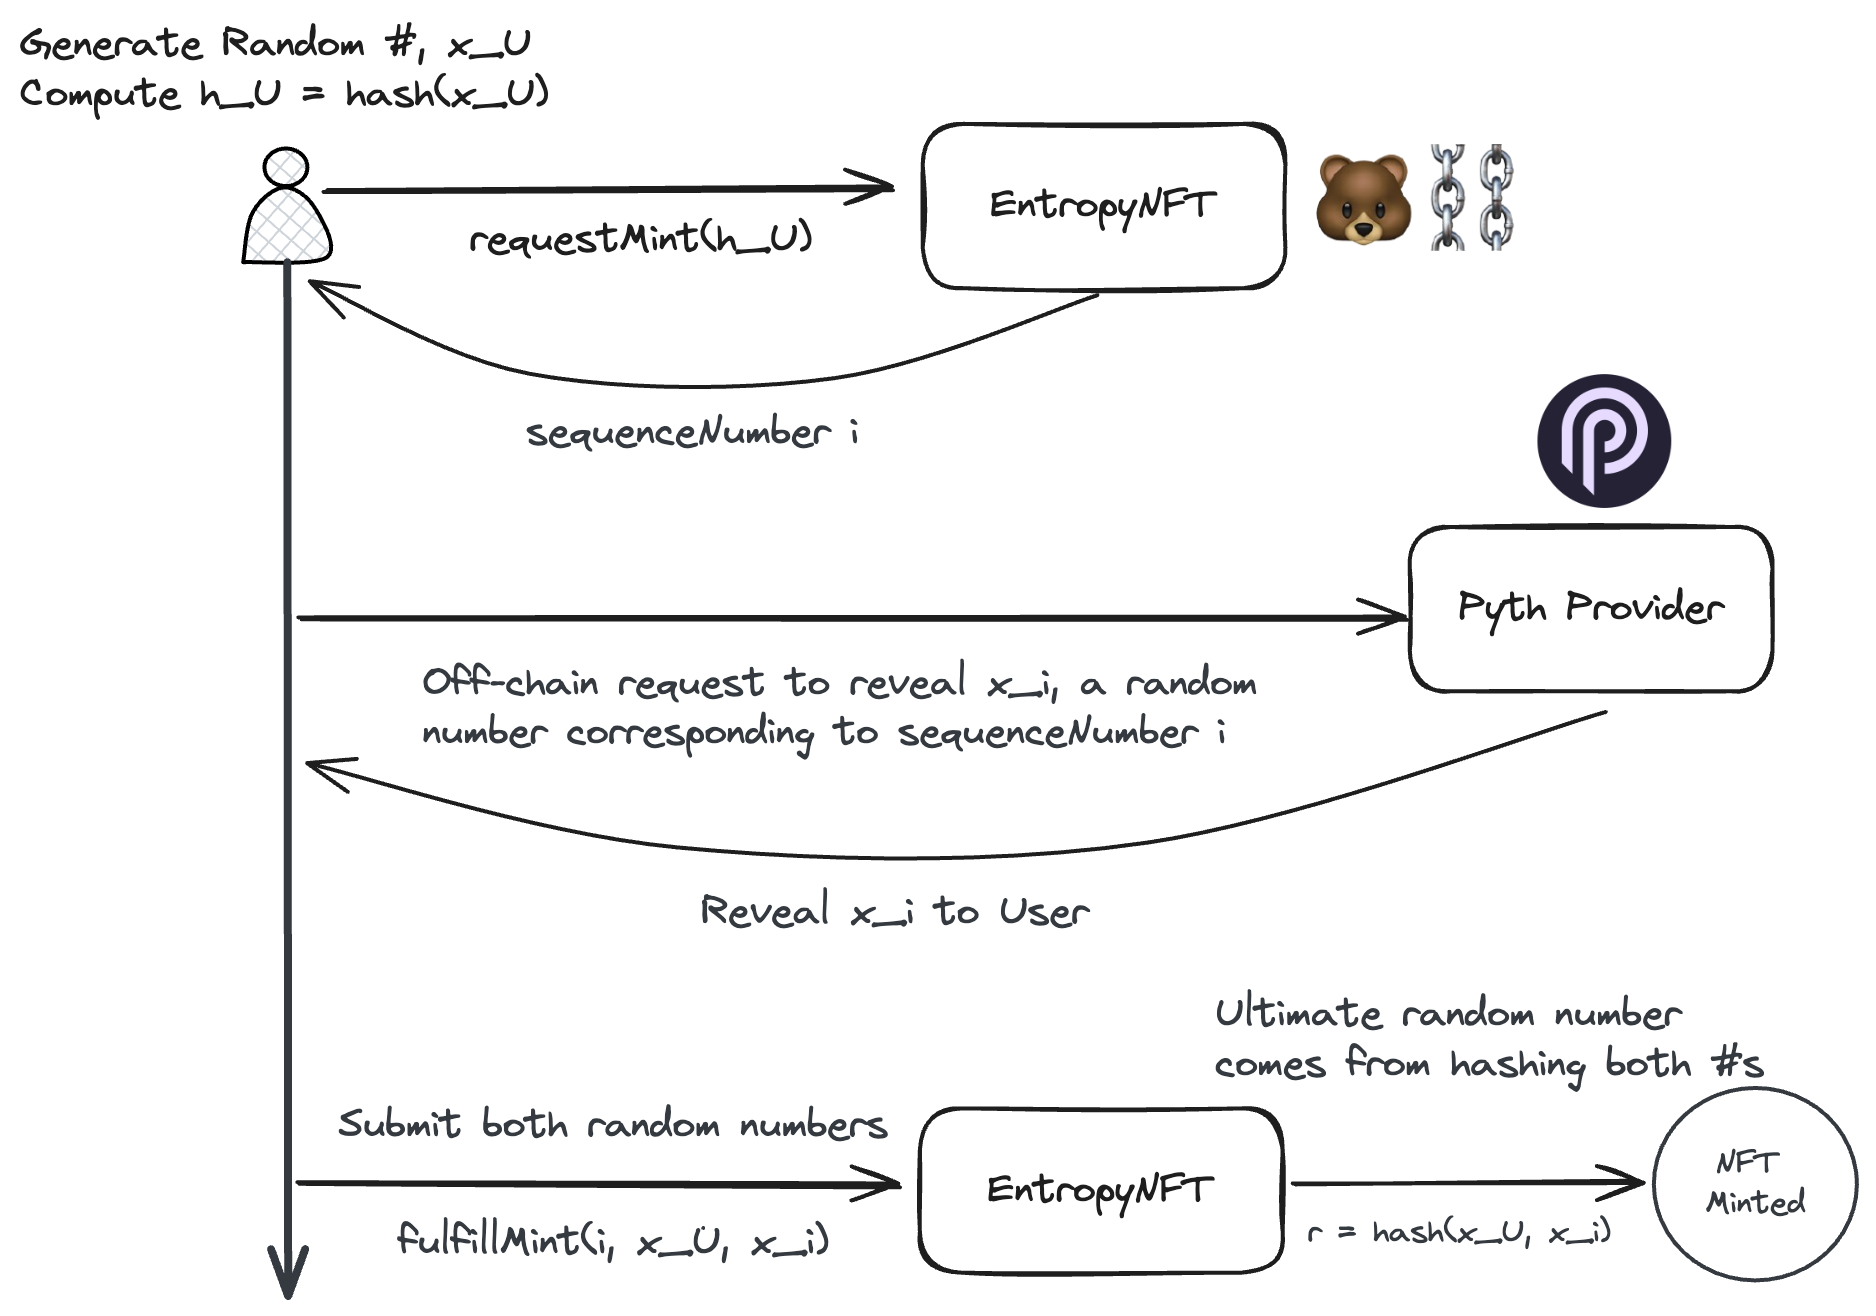 Generate Random #, x_U
Compute h_U = hash(x_U)
EntropyNFT
requestMint(h_U)
sequenceNumber i
Pyth Provider
Off-chain request to reveal x_i, a random
number corresponding to sequenceNumber i
Reveal x_i to User
Ultimate random number
comes from hashing both #s
Submit both random numbers
EntropyNFT
NFT
Minted
fulfillMint(i, x_U, x_i)
r = hash(x_U, x_i)